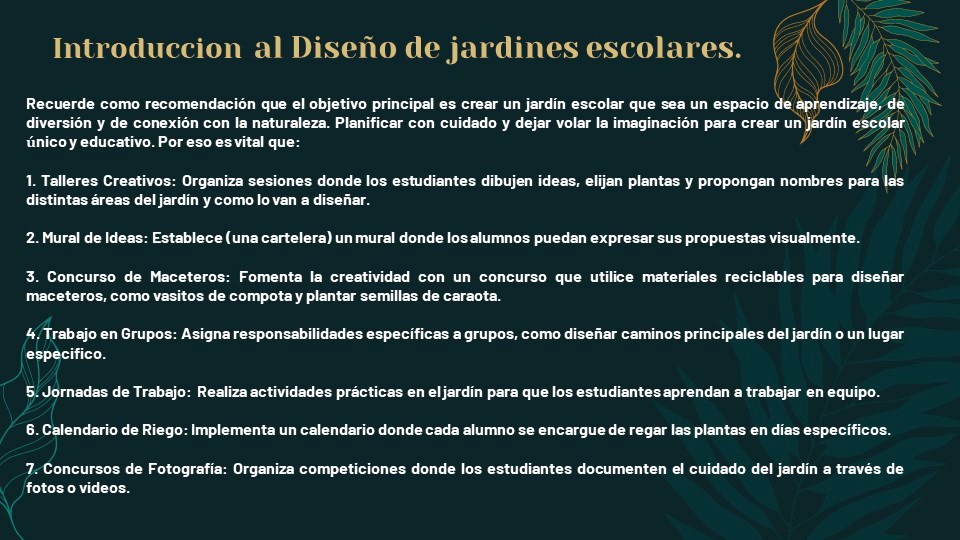 Introduccion al Diseño de jardines escolares.
Recuerde como recomendación que el objetivo principal es crear un jardín escolar que sea un espacio de aprendizaje, de
diversión y de conexión con la naturaleza. Planificar con cuidado y dejar volar la imaginación para crear un jardín escolar
único y educativo. Por eso es vital que:
1. Talleres Creativos: Organiza sesiones donde los estudiantes dibujen ideas, elijan plantas y propongan nombres para las
distintas áreas del jardín y como lo van a diseñar.
2. Mural de Ideas: Establece (una cartelera) un mural donde los alumnos puedan expresar sus propuestas visualmente.
3. Concurso de Maceteros: Fomenta la creatividad con un concurso que utilice materiales reciclables para diseñar
maceteros, como vasitos de compota y plantar semillas de caraota.
4. Trabajo en Grupos: Asigna responsabilidades específicas a grupos, como diseñar caminos principales del jardín o un lugar
especifico.
5. Jornadas de Trabajo: Realiza actividades prácticas en el jardín para que los estudiantes aprendan a trabajar en equipo.
6. Calendario de Riego: Implementa un calendario donde cada alumno se encargue de regar las plantas en días específicos.
7. Concursos de Fotografía: Organiza competiciones donde los estudiantes documenten el cuidado del jardín a través de
fotos o videos.